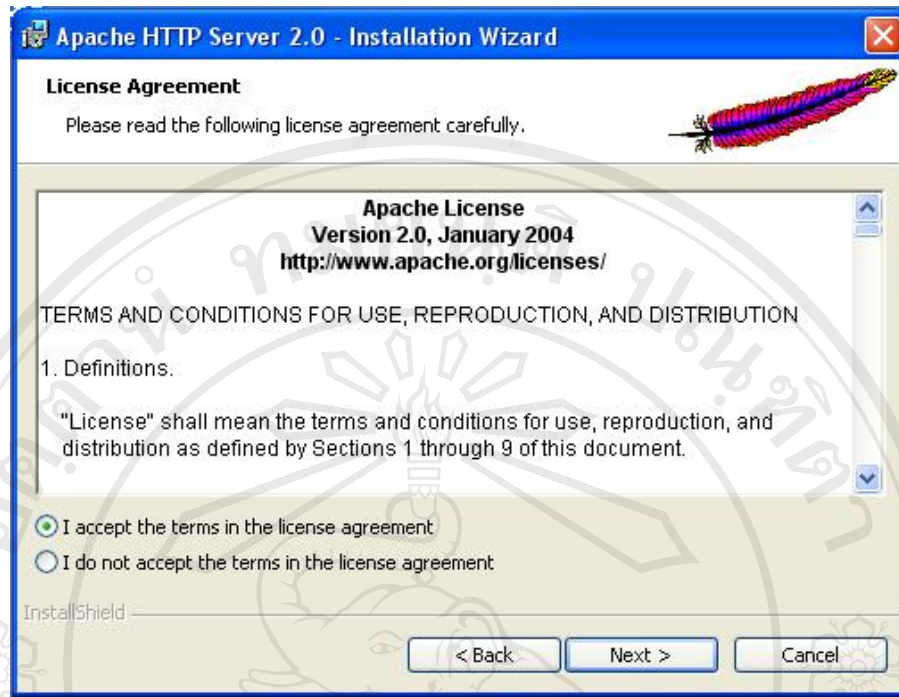 Apache HTTP Server 2.0 - Installation Wizard
License Agreement
Please read the following license agreement carefully.
Apache License
Version 2.0, January 2004
http://www.apache.org/licenses/
TERMS AND CONDITIONS FOR USE, REPRODUCTION, AND DISTRIBUTION
1. Definitions.
"License" shall mean the terms and conditions for use, reproduction, and
distribution as defined by Sections 1 through 9 of this document.
I accept the terms in the license agreement
I do not accept the terms in the license agreement
InstallShield
< Back
Next >
Cancel